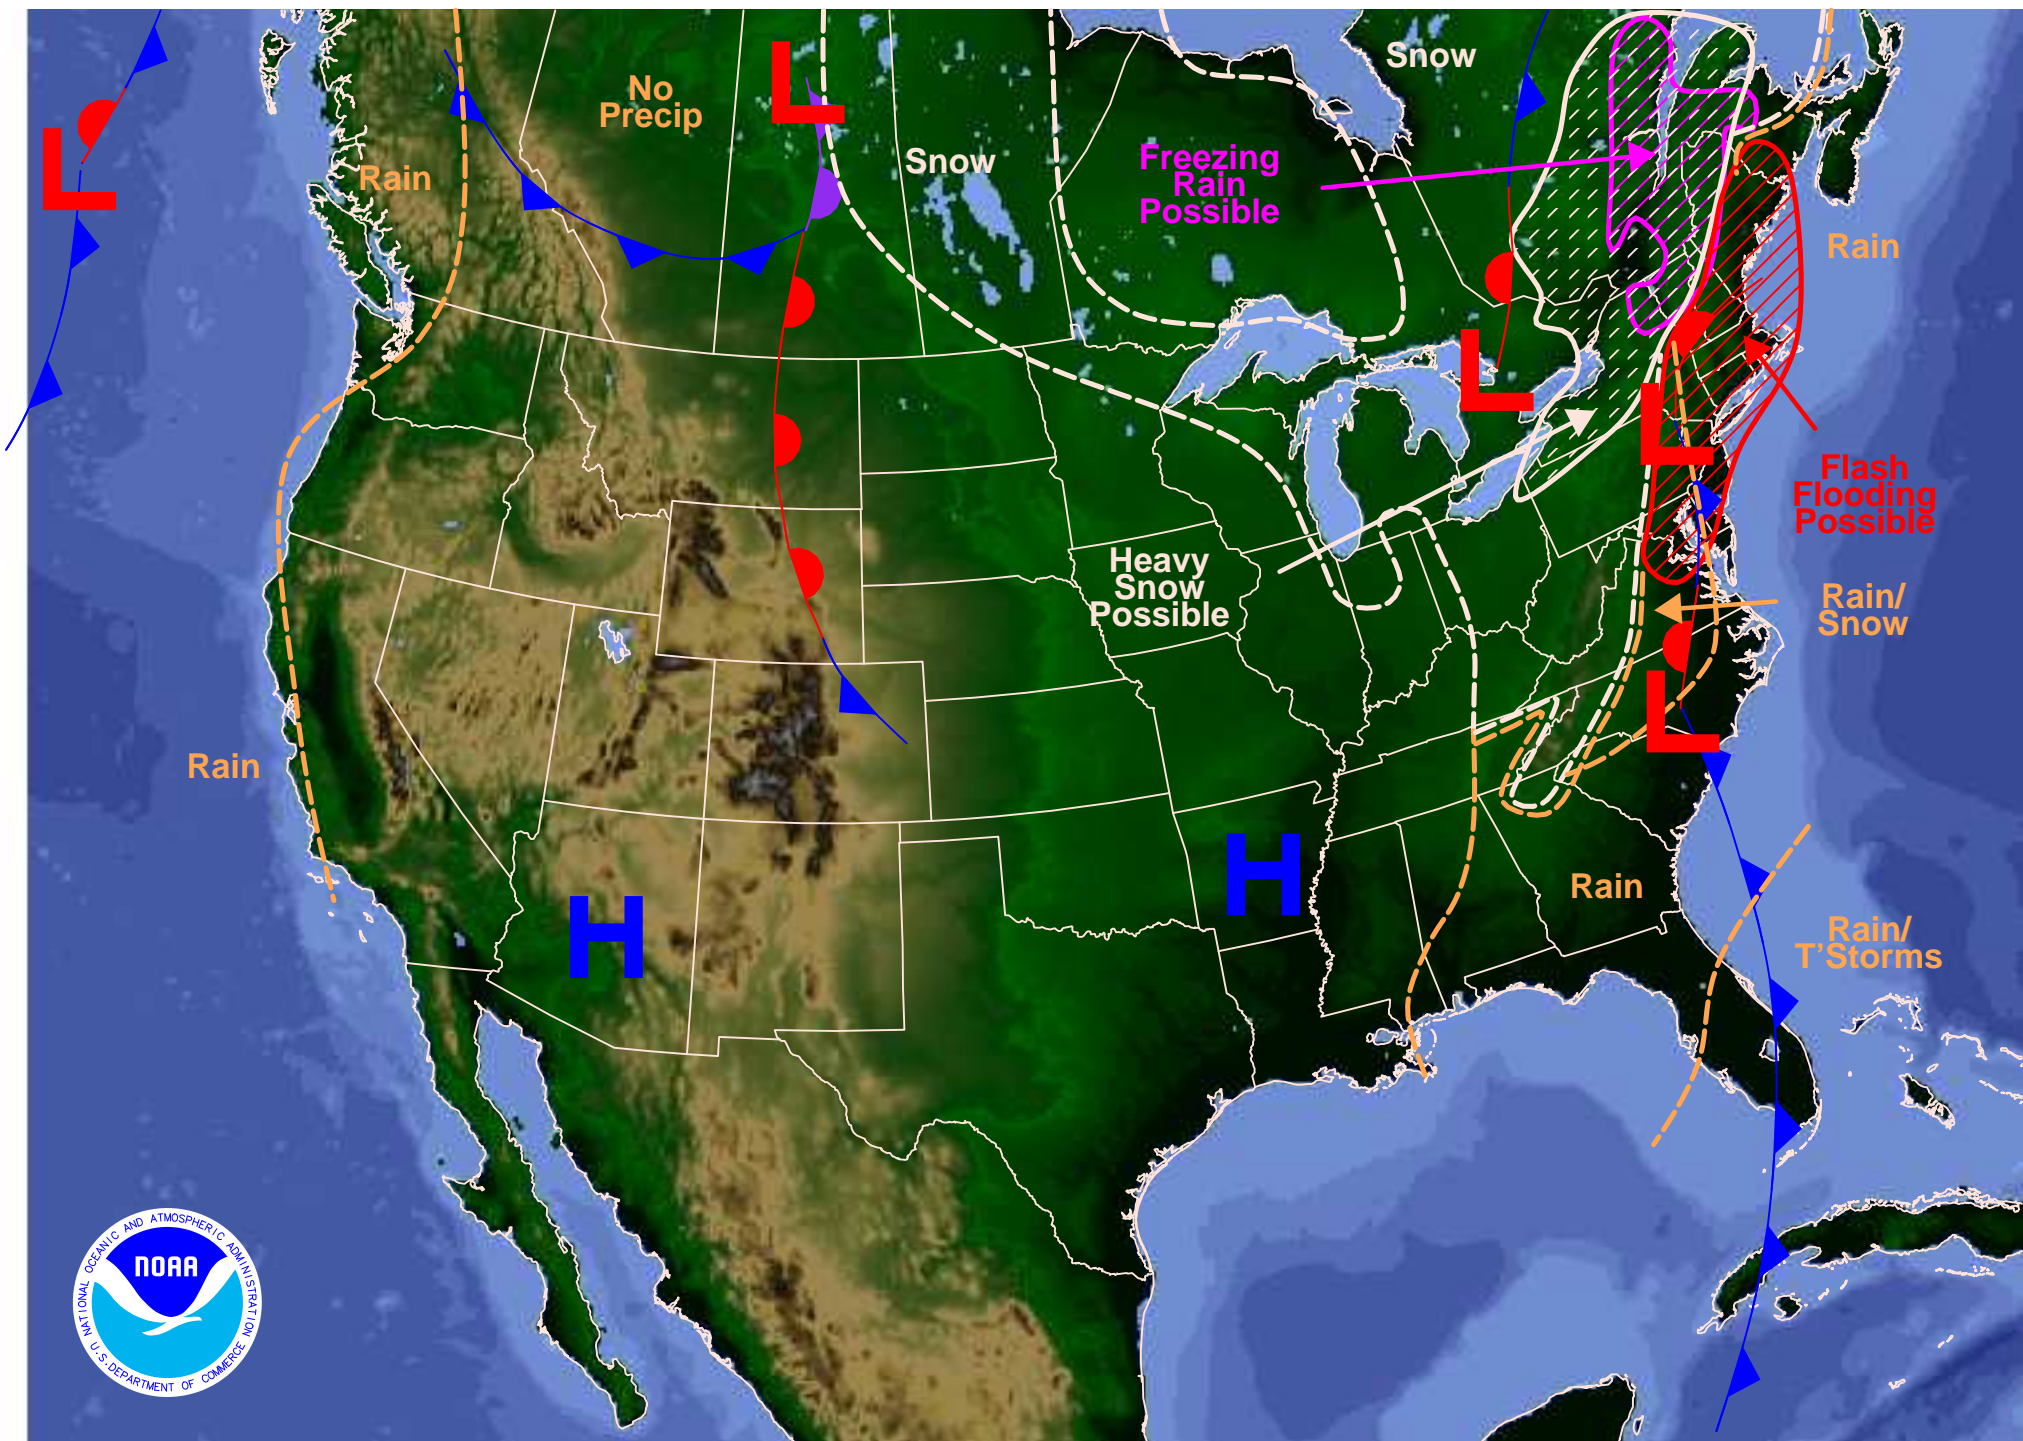 No
Precip
Snow
Rain
L
L
Snow
Freezing
Rain
Possible
Rain
L
L
Flash
Flooding
Possible
Heavy
Snow
Possible
Rain/
Snow
L
Rain
H
H
Rain
Rain/
T'Storms
NATIONAL OCEANIC AND ATMOSPHERIC ADMINISTRATION
NOAA
U.S. DEPARTMENT OF COMMERCE